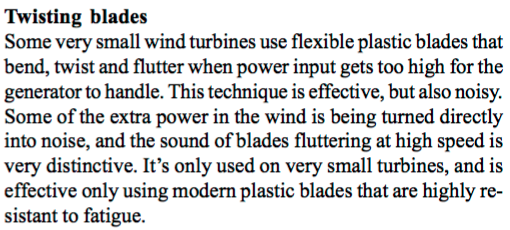 Twisting blades
Some very small wind turbines use flexible plastic blades that
bend, twist and flutter when power input gets too high for the
generator to handle. This technique is effective, but also noisy.
Some of the extra power in the wind is being turned directly
into noise, and the sound of blades fluttering at high speed is
very distinctive. It's only used on very small turbines, and is
effective only using modern plastic blades that are highly re-
sistant to fatigue.